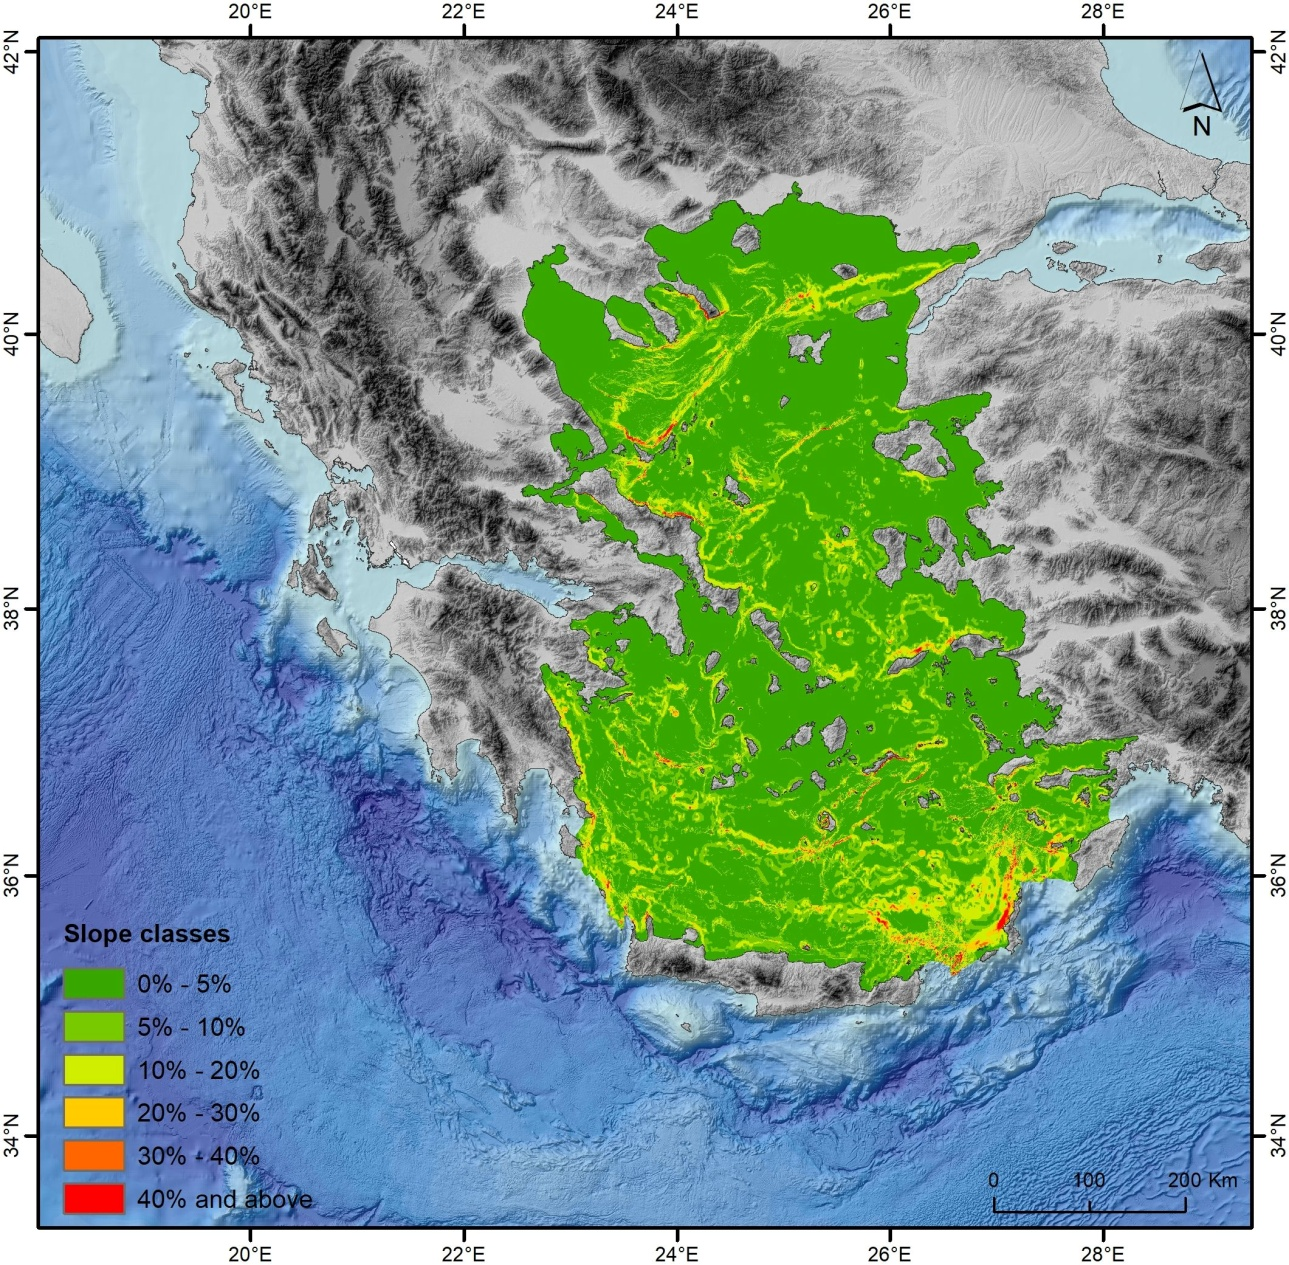 20°E 22°E 24°E 26°E 28°E
42°N 42°N
N
40°N 40°N
38°N 38°N
36°N 36°N
Slope classes
0% - 5%
5% - 10%
10% - 20%
20% - 30%
34°N 34°N
30% - 40%
0 100 200 Km
40% and above
20°E 22°E 24°E 26°E 28°E